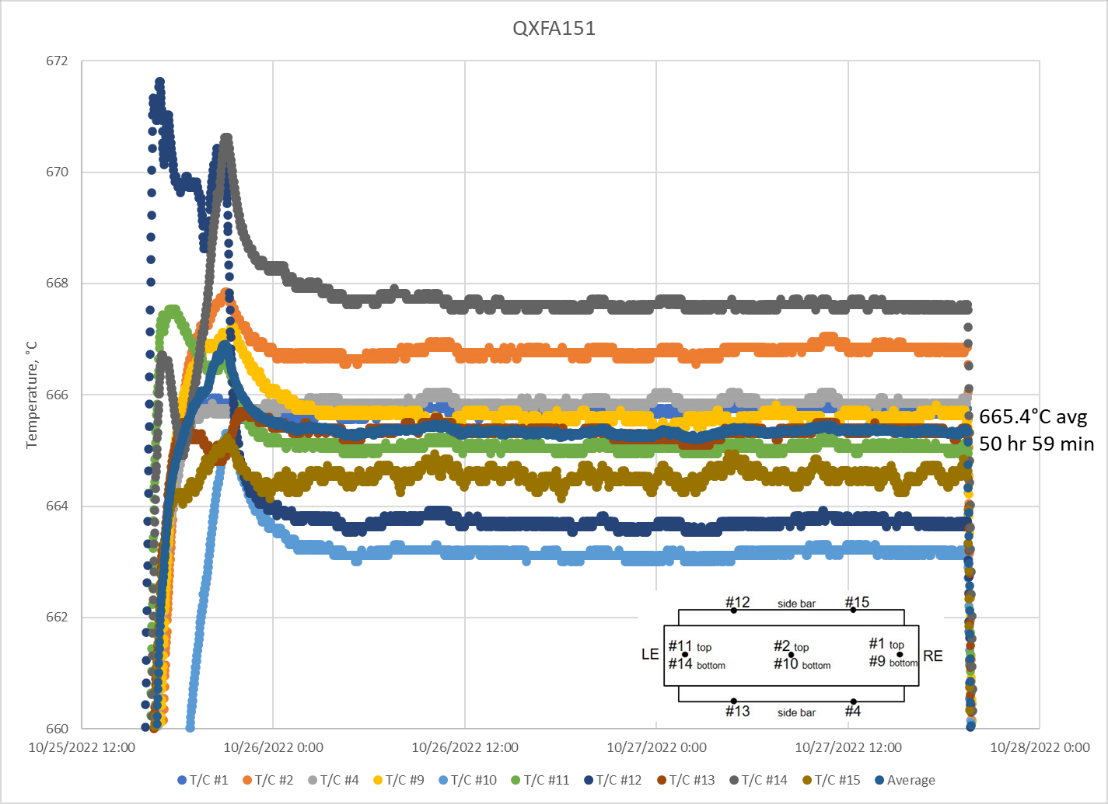 QXFA151
672
670
668
666
664
662
660
Temperature, ˚C
665.4°C avg
50 hr 59 min
#12 side bar #15
LE #11 top #2 top #1 top RE
#14 bottom #10 bottom #9 bottom
#13 side bar #4
10/25/2022 12:00 10/26/2022 0:00 10/26/2022 12:00 10/27/2022 0:00 10/27/2022 12:00 10/28/2022 0:00
T/C #1 T/C #2 T/C #4 T/C #9 T/C #10 T/C #11 T/C #12 T/C #13 T/C #14 T/C #15 Average